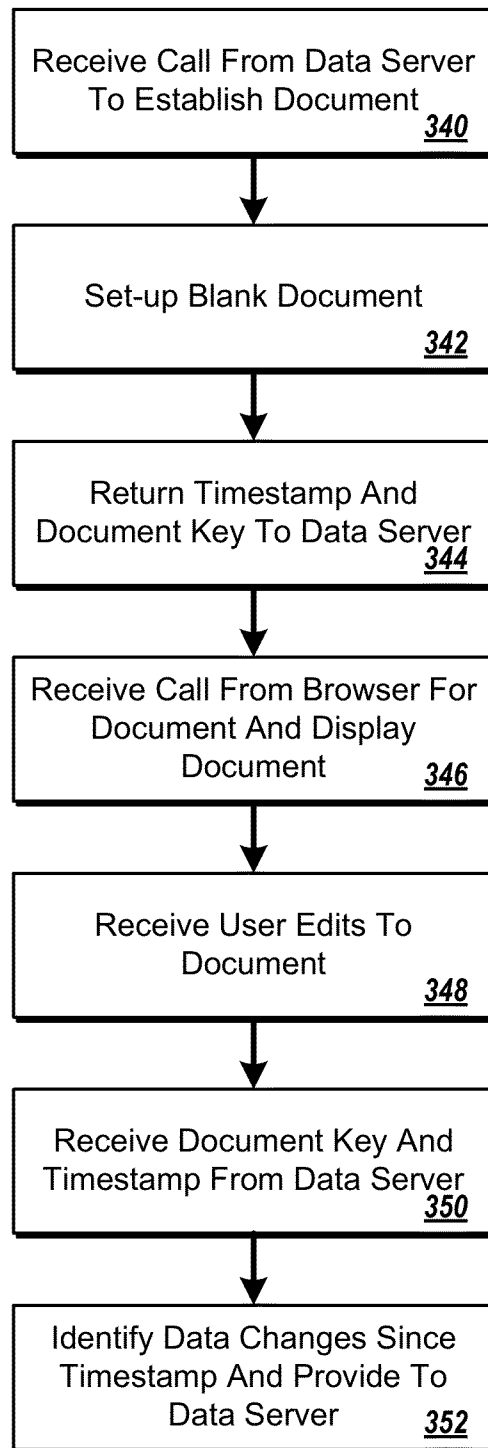 Receive Call From Data Server
To Establish Document
340
Set-up Blank Document
342
Return Timestamp And
Document Key To Data Server
344
Receive Call From Browser For
Document And Display
Document
346
Receive User Edits To
Document
348
Receive Document Key And
Timestamp From Data Server
350
Identify Data Changes Since
Timestamp And Provide To
Data Server
352